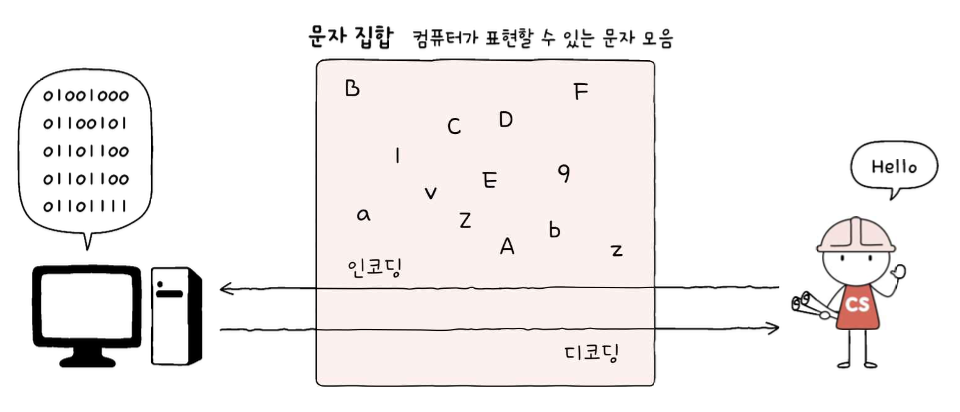 문자 집합 컴퓨터가 표현할 수 있는 문자 모음
01001000
01100101
01101100
01101100
01101111
B
F
C
D
l
E
9
v
a
Z
b
A
z
인코딩
디코딩
Hello
CS